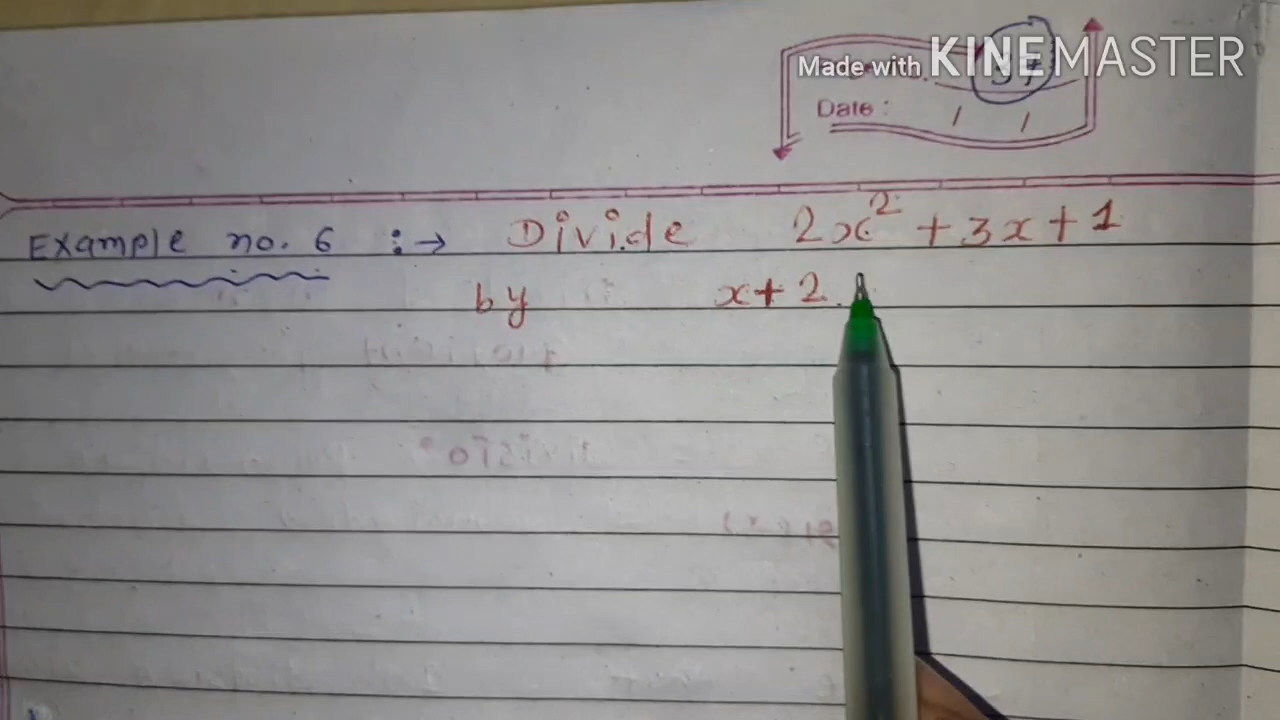 Made with KINEMASTER
Date : / /
Example no. 6 :→ Divide 2x² + 3x + 1
by x + 2.